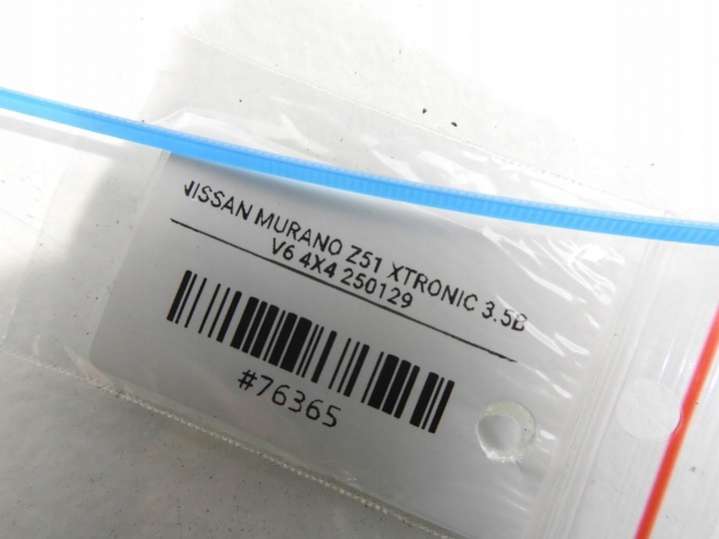 NISSAN MURANO Z51 XTRONIC 3.5B
V6 4X4 250129
#76365